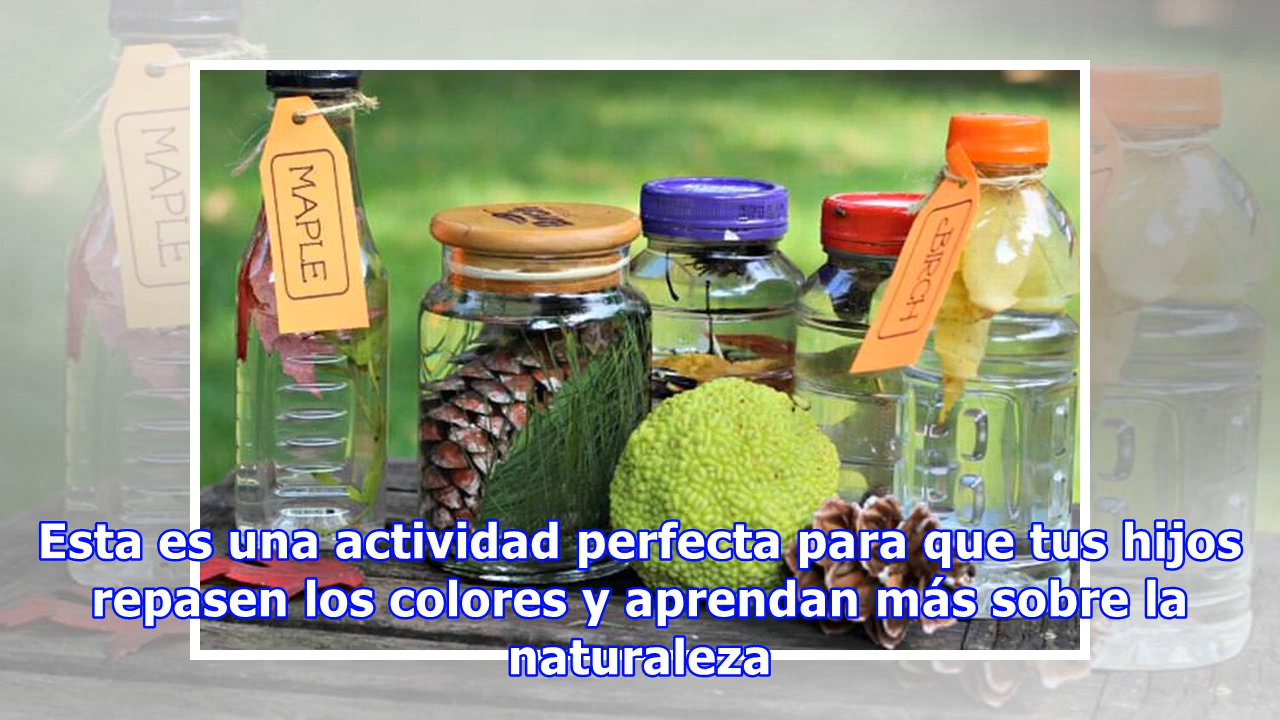 MAPLE
BIRCH
Esta es una actividad perfecta para que tus hijos
repasen los colores y aprendan más sobre la
naturaleza